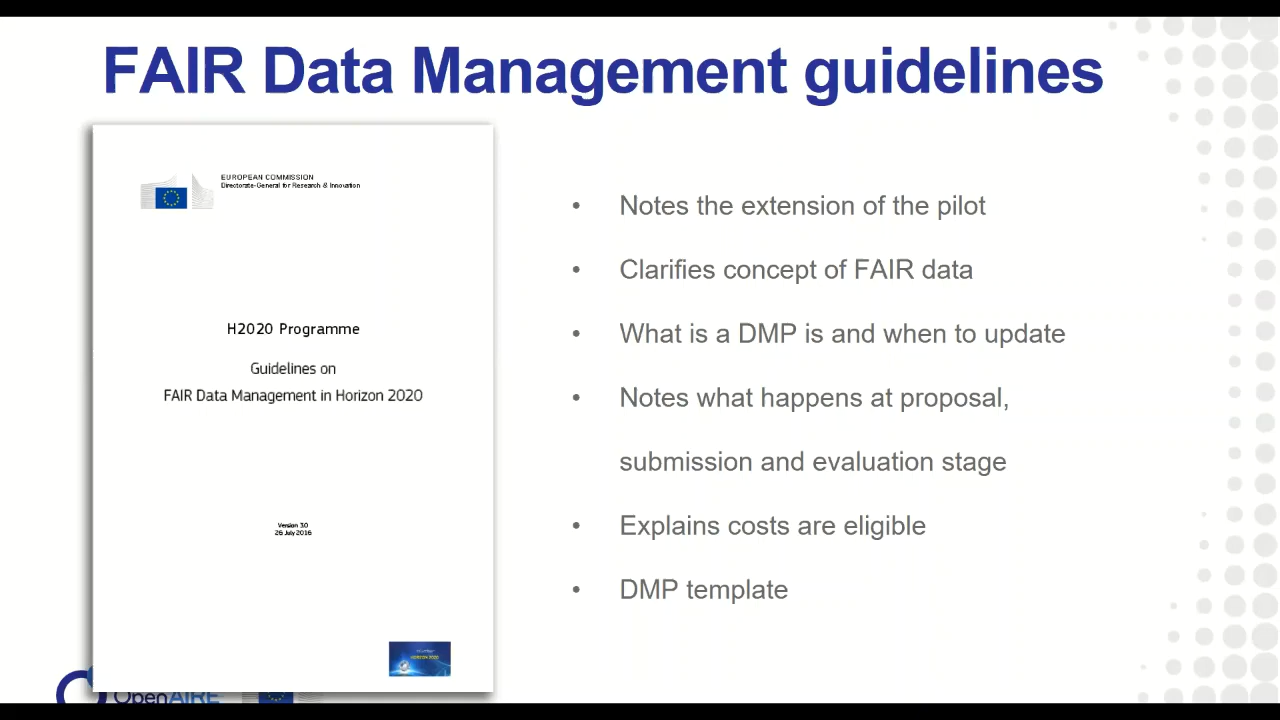 FAIR Data Management guidelines
EUROPEAN COMMISSION
Directorate-General for Research & Innovation
H2020 Programme
Guidelines on
FAIR Data Management in Horizon 2020
Version 3.0
26 July 2016
HORIZON 2020
• Notes the extension of the pilot
• Clarifies concept of FAIR data
• What is a DMP is and when to update
• Notes what happens at proposal,
submission and evaluation stage
• Explains costs are eligible
• DMP template
OpenAIRE